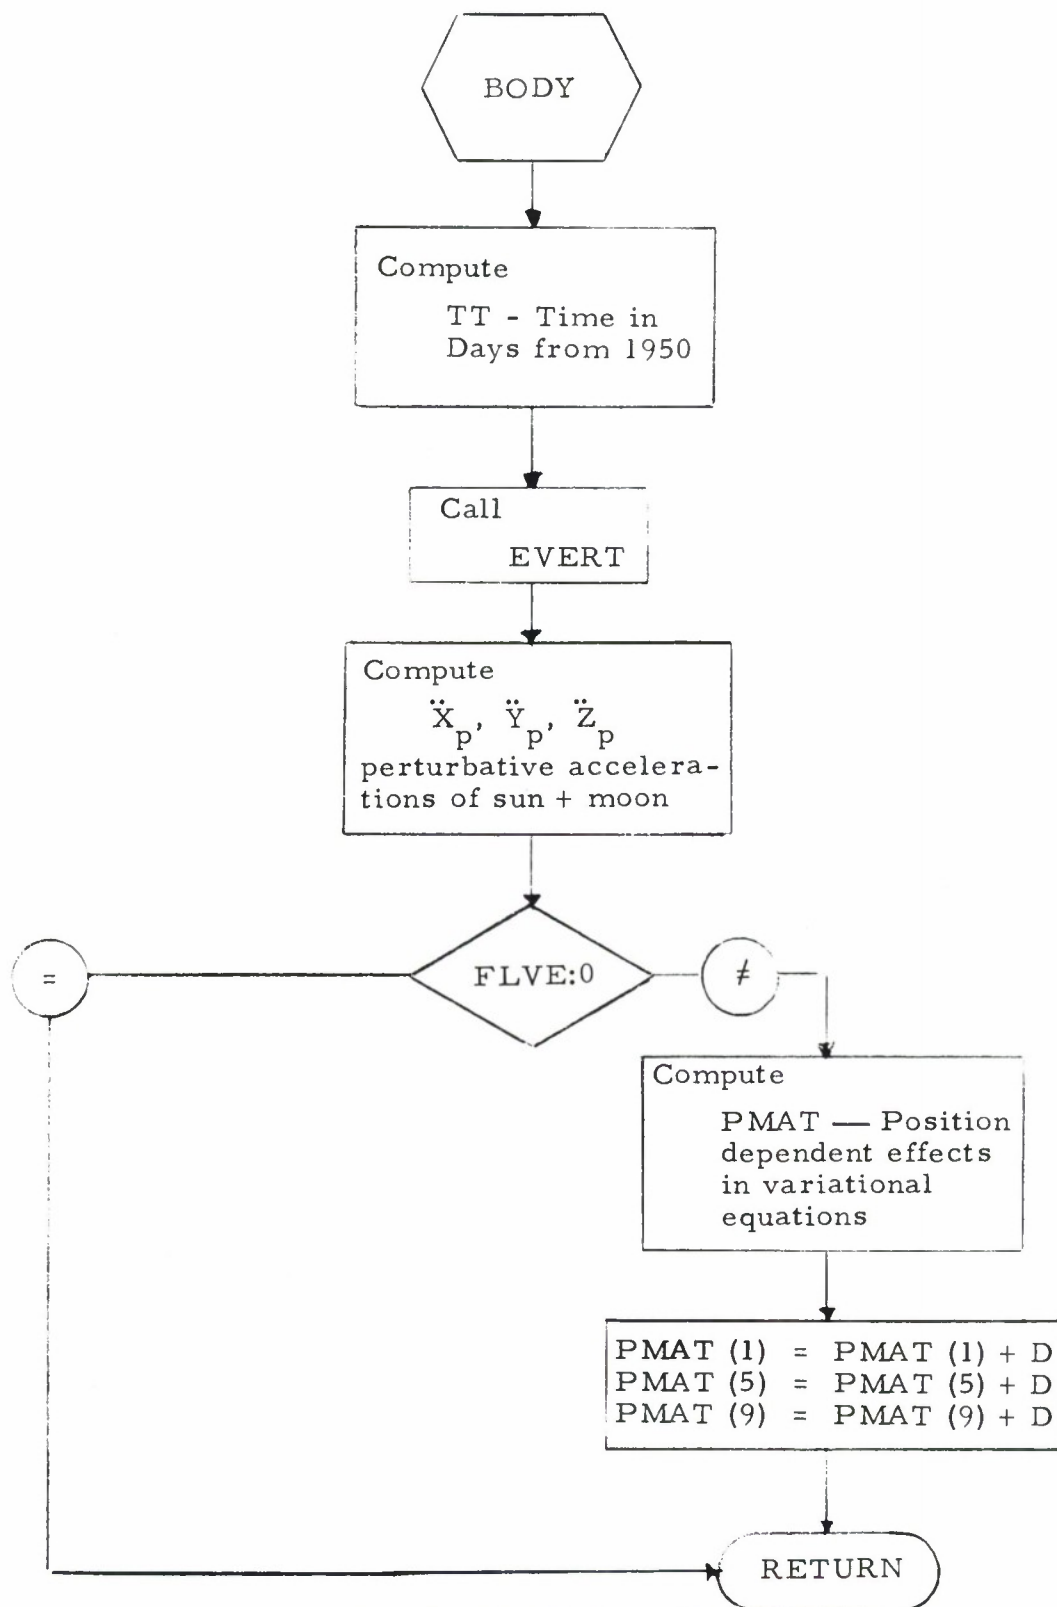 BODY
Compute
TT - Time in
Days from 1950
Call
EVERT
Compute
Ẍp, Ÿp, Z̈p
perturbative accelera-
tions of sun + moon
=
FLVE:0
≠
Compute
PMAT — Position
dependent effects
in variational
equations
PMAT (1) = PMAT (1) + D
PMAT (5) = PMAT (5) + D
PMAT (9) = PMAT (9) + D
RETURN